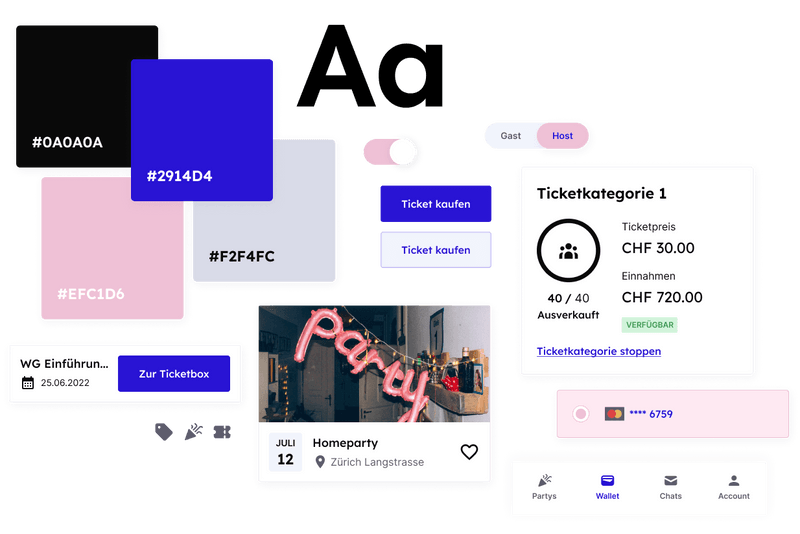 Aa
#0A0A0A
#2914D4
#EFC1D6
#F2F4FC
Gast
Host
Ticket kaufen
Ticket kaufen
Ticketkategorie 1
40 / 40
Ausverkauft
Ticketpreis
CHF 30.00
Einnahmen
CHF 720.00
VERFÜGBAR
Ticketkategorie stoppen
WG Einführun...
25.06.2022
Zur Ticketbox
Party
JULI
12
Homeparty
Zürich Langstrasse
**** 6759
Partys
Wallet
Chats
Account